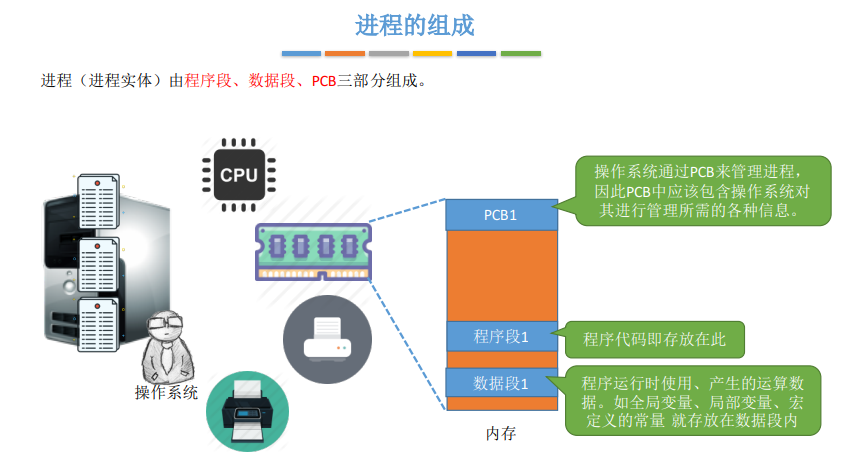 进程的组成
进程（进程实体）由程序段、数据段、PCB三部分组成。
CPU
操作系统
PCB1
程序段1
数据段1
内存
操作系统通过PCB来管理进程，
因此PCB中应该包含操作系统对
其进行管理所需的各种信息。
程序代码即存放在此
程序运行时使用、产生的运算数
据。如全局变量、局部变量、宏
定义的常量 就存放在数据段内